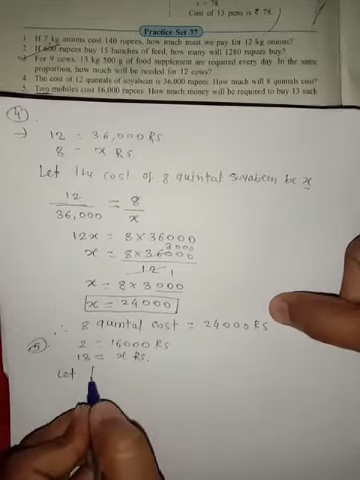 x = 78
Cost of 13 pens is ₹ 78.
Practice Set 37
1 If 7 kg onions cost 140 rupees, how much must we pay for 12 kg onions?
2 If 600 rupees buy 15 bunches of feed, how many will 1280 rupees buy?
3 For 9 cows, 13 kg 500 g of food supplement are required every day. In the same
proportion, how much will be needed for 12 cows?
4 The cost of 12 quintals of soyabean is 36,000 rupees. How much will 8 quintals cost?
5. Two mobiles cost 16,000 rupees. How much money will be required to buy 13 such
④
→ 12 = 36,000 Rs
8 = x Rs
Let the cost of 8 quintal soyabean be x
12/36,000 = 8/x
12x = 8 × 36000
x = 8 × 36000 3000
12 1
x = 8 × 3000
x = 24000
∴ 8 quintal cost = 24000 Rs
⑤ 2 = 16000 Rs
13 = x Rs.
Let